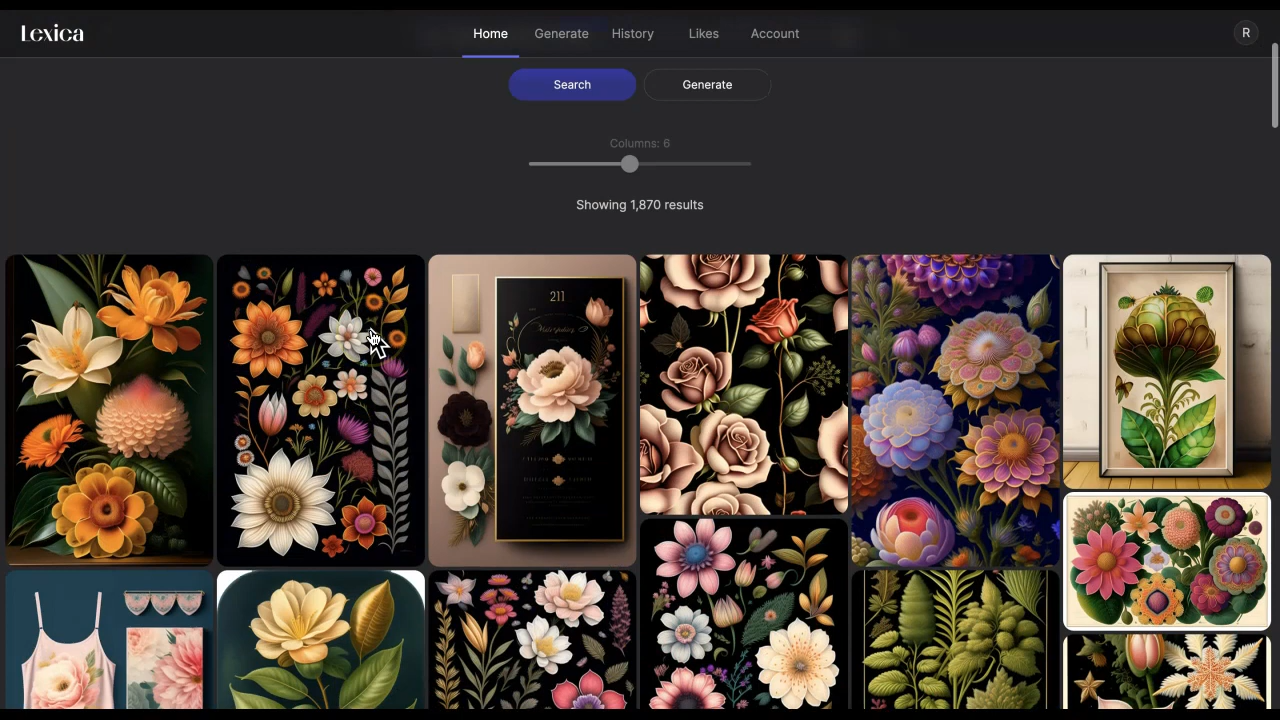 Lexica
Home
Generate
History
Likes
Account
R
Search
Generate
Columns: 6
Showing 1,870 results
211